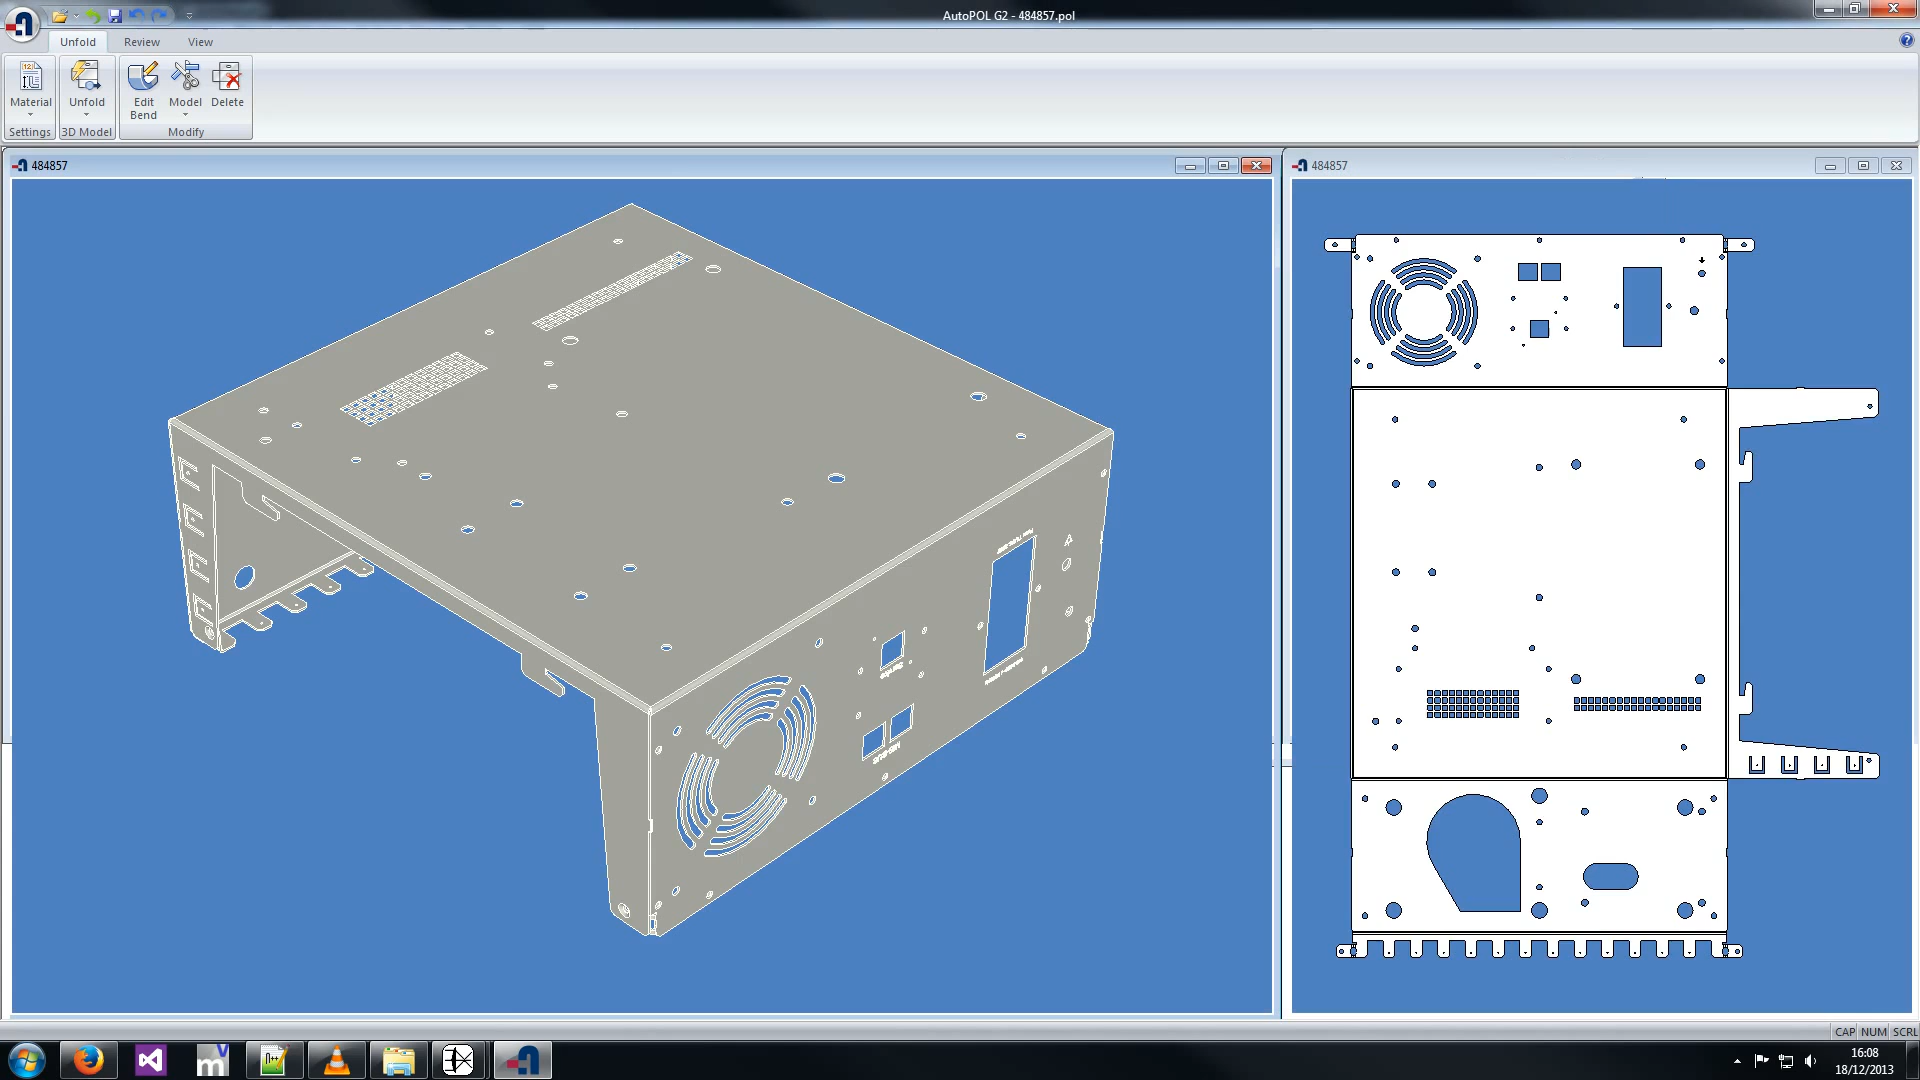 AutoPOL G2 - 484857.pol
Unfold
Review
View
Material
Unfold
Edit Bend
Model
Delete
Settings
3D Model
Modify
484857
484857
CAP NUM SCRL
16:08
18/12/2013